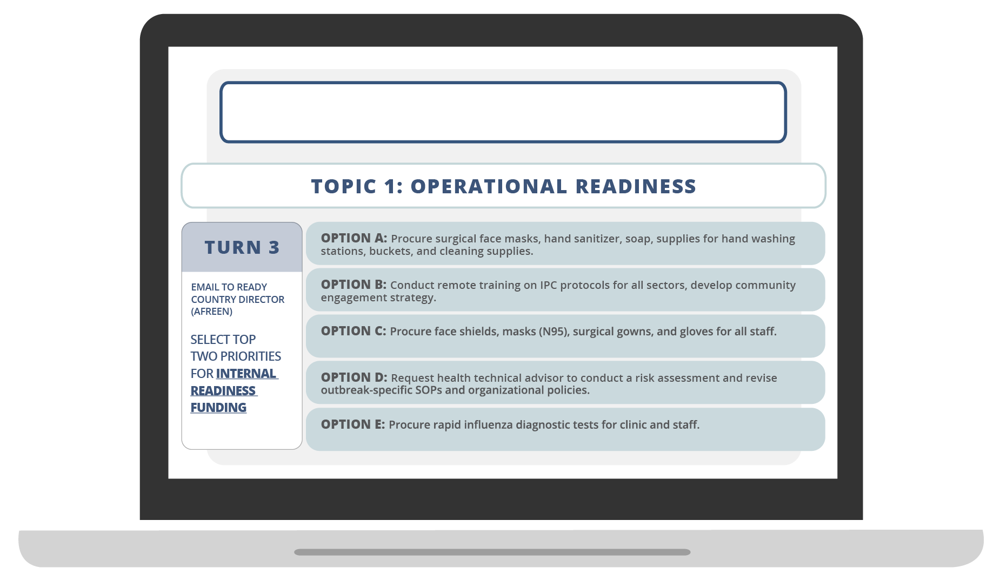 TOPIC 1: OPERATIONAL READINESS
TURN 3
EMAIL TO READY
COUNTRY DIRECTOR
(AFREEN)
SELECT TOP
TWO PRIORITIES
FOR INTERNAL
READINESS
FUNDING
OPTION A: Procure surgical face masks, hand sanitizer, soap, supplies for hand washing
stations, buckets, and cleaning supplies.
OPTION B: Conduct remote training on IPC protocols for all sectors, develop community
engagement strategy.
OPTION C: Procure face shields, masks (N95), surgical gowns, and gloves for all staff.
OPTION D: Request health technical advisor to conduct a risk assessment and revise
outbreak-specific SOPs and organizational policies.
OPTION E: Procure rapid influenza diagnostic tests for clinic and staff.